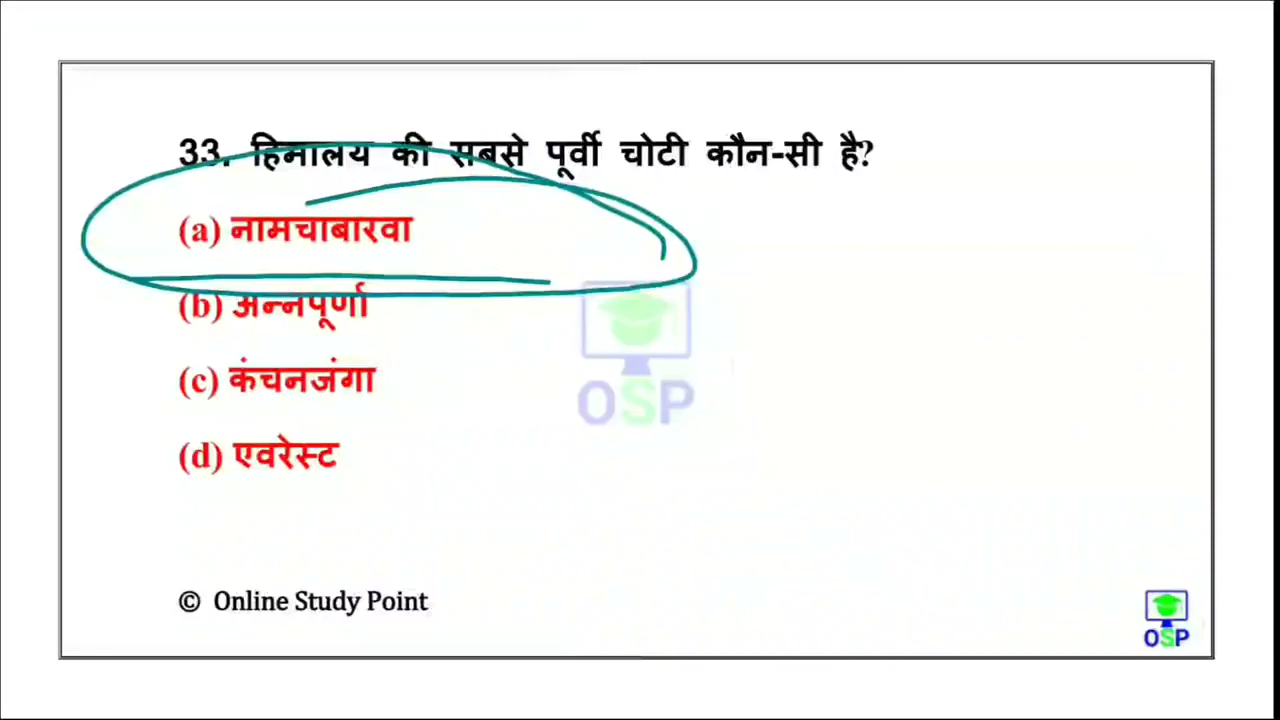 33. हिमालय की सबसे पूर्वी चोटी कौन-सी है?
(a) नामचाबारवा
(b) अन्नपूर्णा
(c) कंचनजंगा
(d) एवरेस्ट
OSP
© Online Study Point
OSP